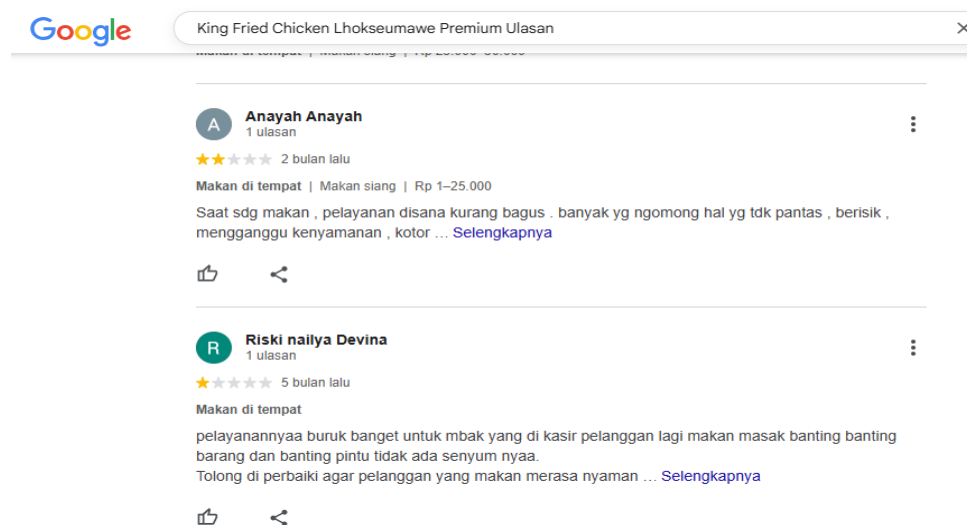 Google
King Fried Chicken Lhokseumawe Premium Ulasan
A
Anayah Anayah
1 ulasan
2 bulan lalu
Makan di tempat | Makan siang | Rp 1–25.000
Saat sdg makan , pelayanan disana kurang bagus . banyak yg ngomong hal yg tdk pantas , berisik ,
mengganggu kenyamanan , kotor … Selengkapnya
R
Riski nailya Devina
1 ulasan
5 bulan lalu
Makan di tempat
pelayanannyaa buruk banget untuk mbak yang di kasir pelanggan lagi makan masak banting banting
barang dan banting pintu tidak ada senyum nyaa.
Tolong di perbaiki agar pelanggan yang makan merasa nyaman … Selengkapnya